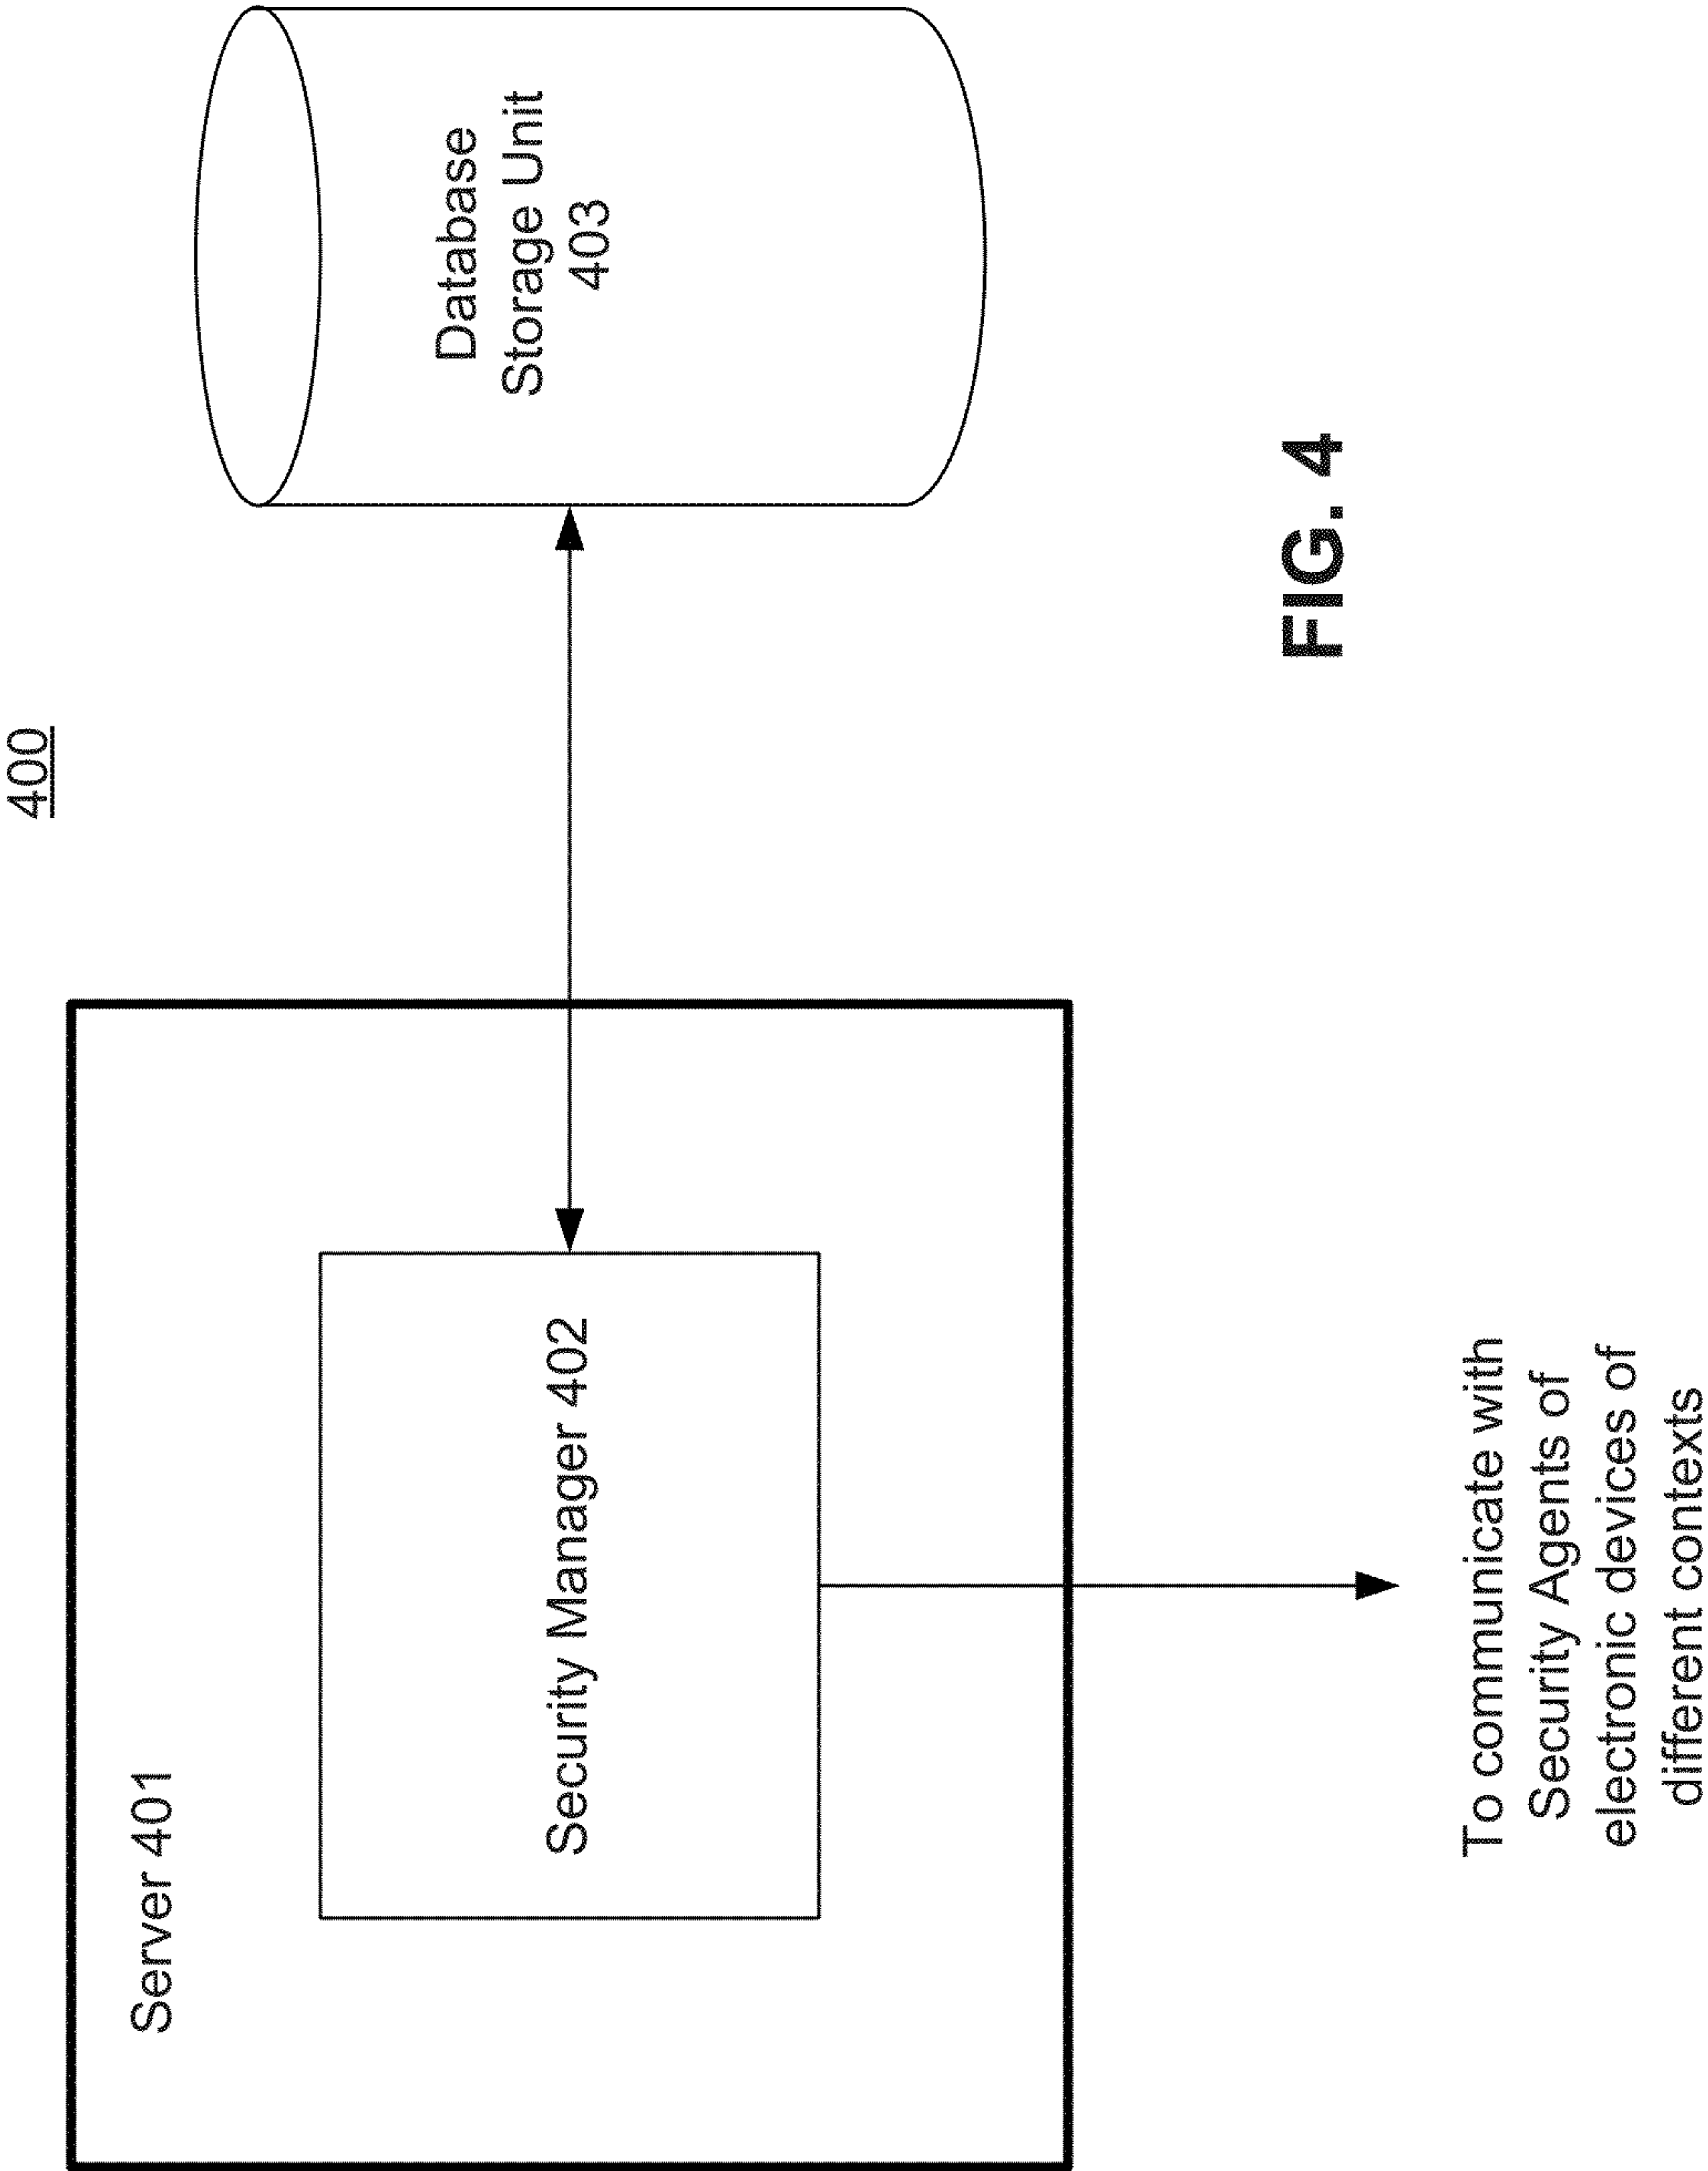 400
Server 401
Security Manager 402
Database
Storage Unit
403
To communicate with
Security Agents of
electronic devices of
different contexts
FIG. 4